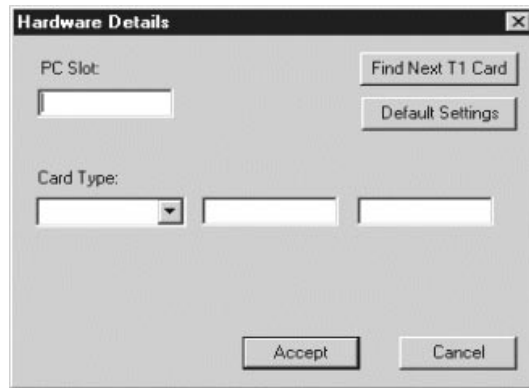 Hardware Details
PC Slot:
Find Next T1 Card
Default Settings
Card Type:
Accept
Cancel